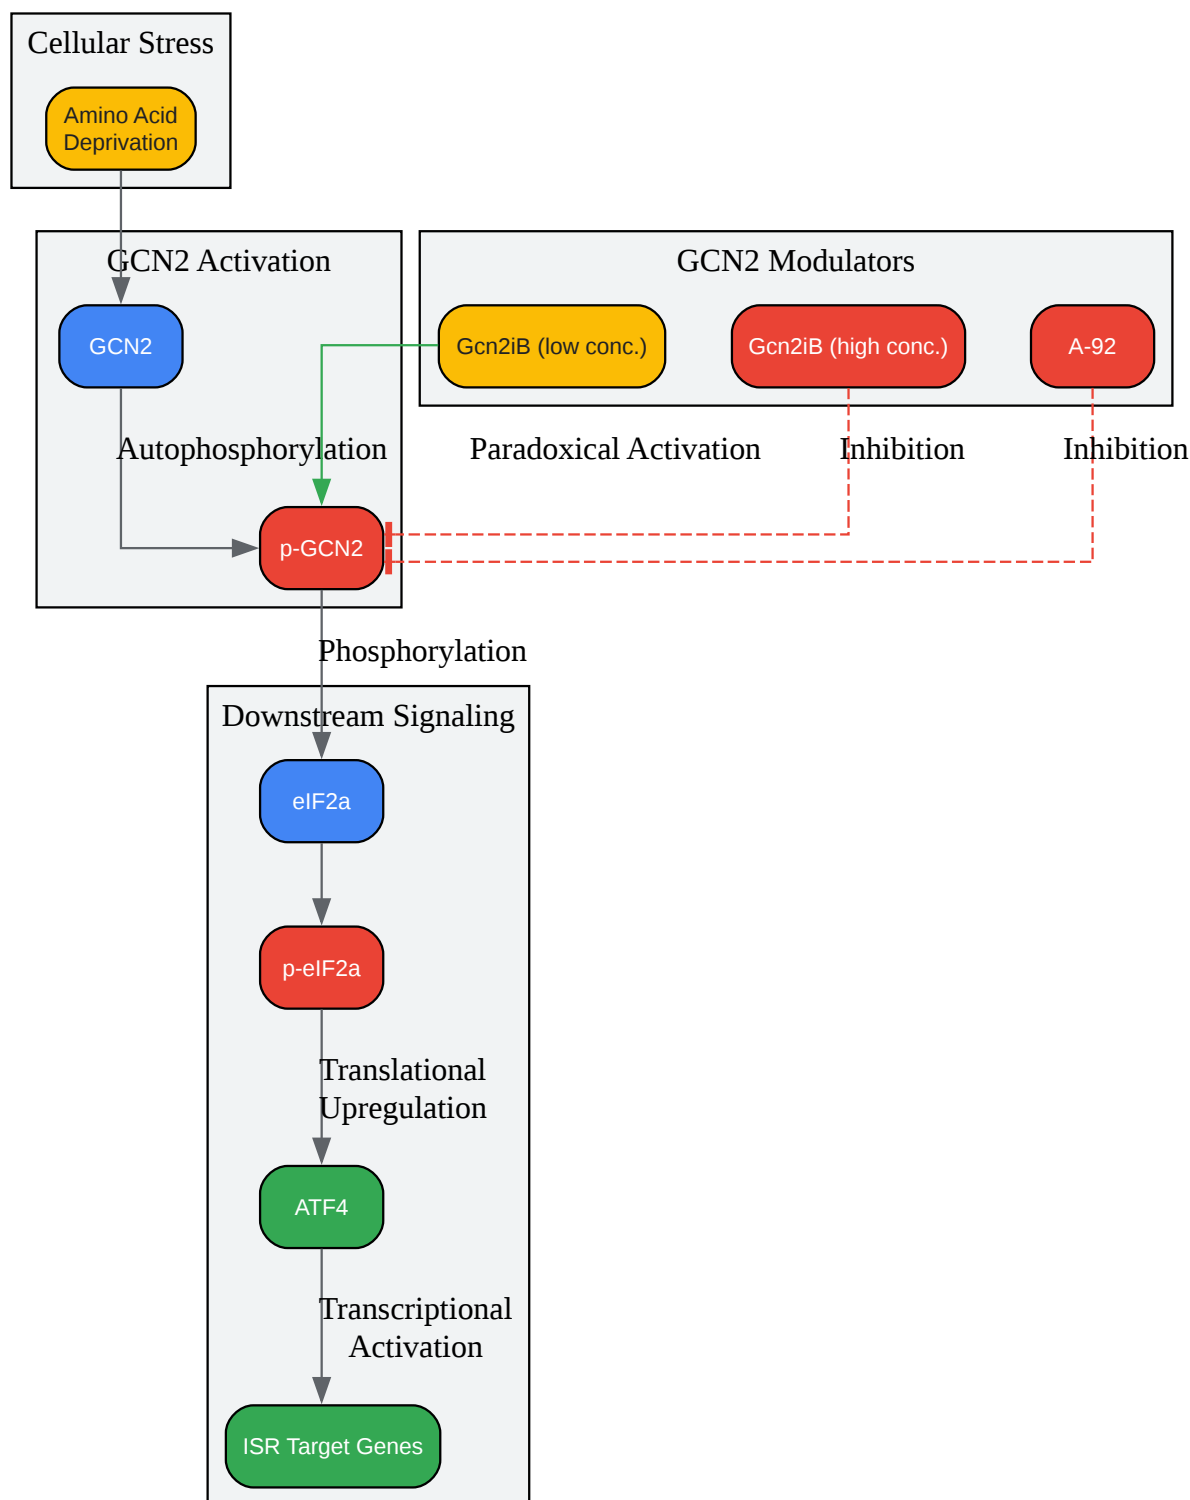 Cellular Stress
Amino Acid
Deprivation
GCN2 Activation
GCN2 Modulators
GCN2
Gcn2iB (low conc.)
Gcn2iB (high conc.)
A-92
Autophosphorylation
Paradoxical Activation
Inhibition
Inhibition
p-GCN2
Phosphorylation
Downstream Signaling
eIF2a
p-eIF2a
Translational
Upregulation
ATF4
Transcriptional
Activation
ISR Target Genes